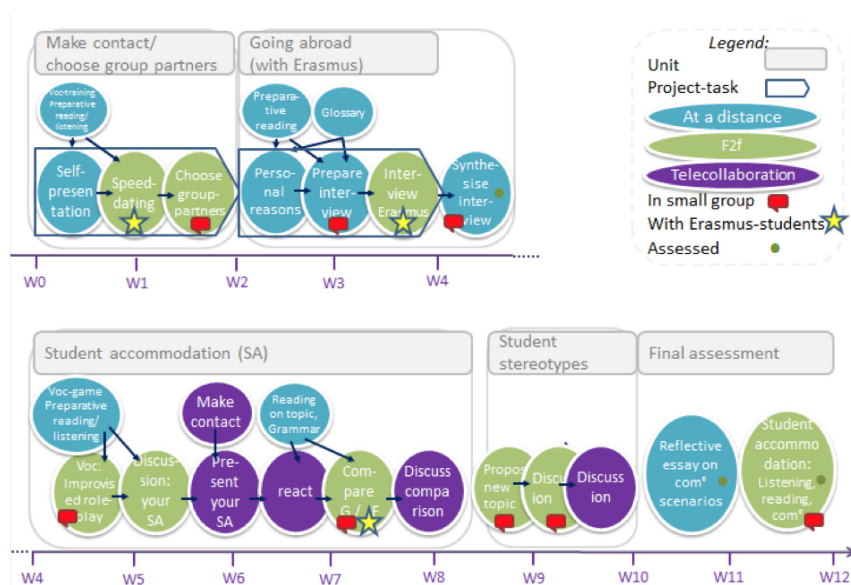 Make contact/
choose group partners
Going abroad
(with Erasmus)
Legend:
Unit
Project-task
At a distance
F2f
Telecollaboration
In small group
With Erasmus-students
Assessed
Voc-training
Preparative
reading/
listening
Prepara-
tive
reading
Glossary
Self-
presen-
tation
Speed-
dating
Choose
group-
partners
Perso-
nal
reasons
Prepare
inter-
view
Inter-
view
Erasmus
Synthe-
sise
inter-
view
W0
W1
W2
W3
W4
Student accommodation (SA)
Student
stereotypes
Final assessment
Voc-game
Preparative
reading/
listening
Make
contact
Reading
on topic,
Grammar
Voc:
Improvis
ed role-
play
Discus-
sion:
your SA
Pre-
sent
your
SA
react
Com-
pare
G /
Discuss
compa
rison
Propos
new
topic
Discu
ion
Discuss
ion
Reflective
essay on
com° 
scenarios
Student
accommo
dation:
Listening,
reading,
com°
W4
W5
W6
W7
W8
W9
W10
W11
W12